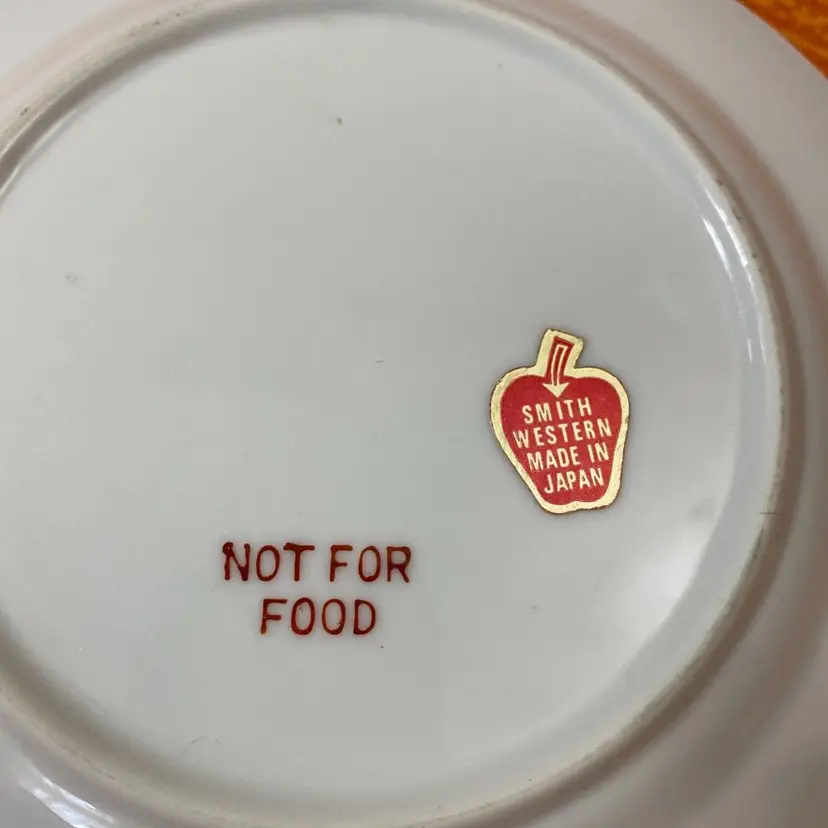 SMITH
WESTERN
MADE IN
JAPAN
NOT FOR
FOOD